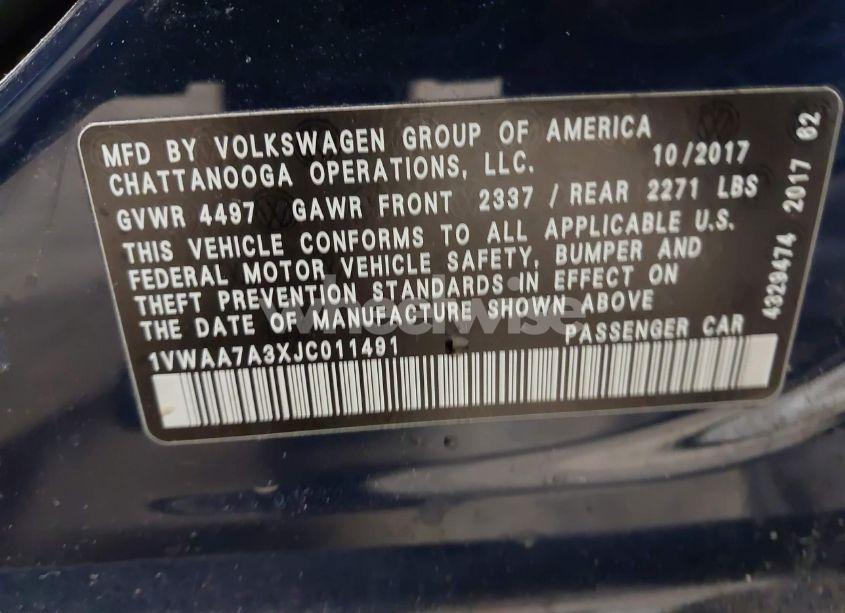 MFD BY VOLKSWAGEN GROUP OF AMERICA
CHATTANOOGA OPERATIONS, LLC. 10/2017
GVWR 4497 GAWR FRONT 2337 / REAR 2271 LBS
THIS VEHICLE CONFORMS TO ALL APPLICABLE U.S.
FEDERAL MOTOR VEHICLE SAFETY, BUMPER AND
THEFT PREVENTION STANDARDS IN EFFECT ON
THE DATE OF MANUFACTURE SHOWN ABOVE
1VWAA7A3XJC011491 PASSENGER CAR
4329474 2017 62
wheelwise